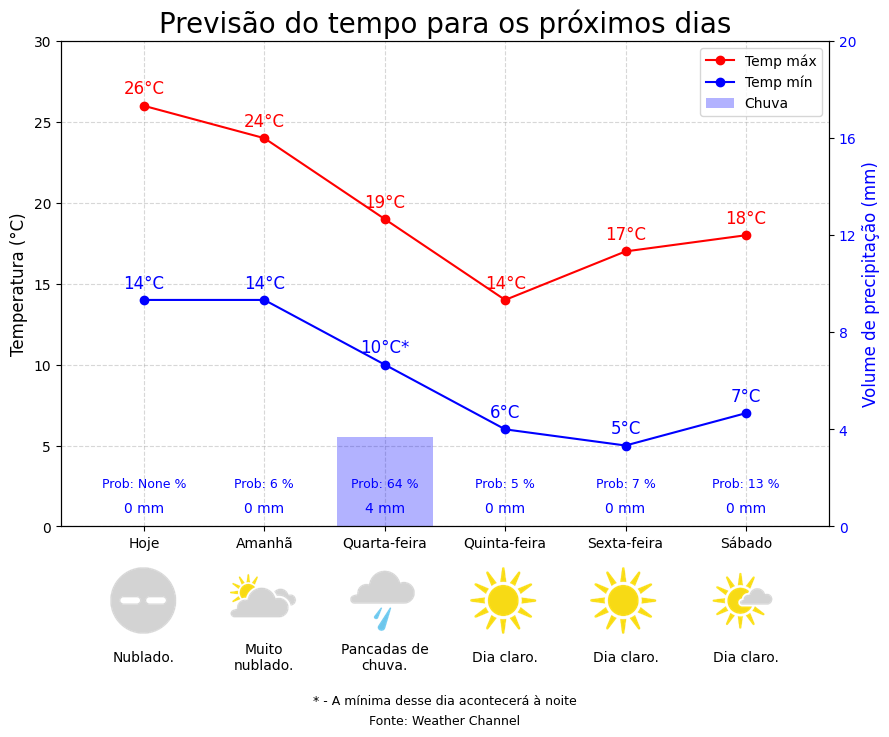 Previsão do tempo para os próximos dias
Temp máx
Temp mín
Chuva
Temperatura (°C)
Volume de precipitação (mm)
30
25
20
15
10
5
0
20
16
12
8
4
0
26°C
24°C
19°C
14°C
17°C
18°C
14°C
14°C
10°C*
6°C
5°C
7°C
Prob: None %
Prob: 6 %
Prob: 64 %
Prob: 5 %
Prob: 7 %
Prob: 13 %
0 mm
0 mm
4 mm
0 mm
0 mm
0 mm
Hoje
Amanhã
Quarta-feira
Quinta-feira
Sexta-feira
Sábado
Nublado.
Muito
nublado.
Pancadas de
chuva.
Dia claro.
Dia claro.
Dia claro.
* - A mínima desse dia acontecerá à noite
Fonte: Weather Channel